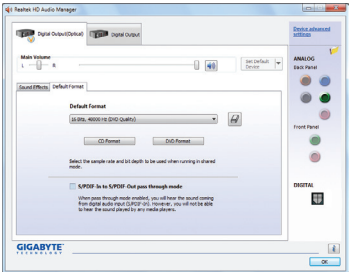 Realtek HD Audio Manager
Digital Output(Optical)
Digital Output
Device advanced
settings
Main Volume
L
R
Set Default
Device
ANALOG
Back Panel
Sound Effects
Default Format
Default Format
16 Bits, 48000 Hz (DVD Quality)
CD Format
DVD Format
Select the sample rate and bit depth to be used when running in shared
mode.
Front Panel
S/PDIF-In to S/PDIF-Out pass through mode
When pass through mode enabled, you will hear the sound coming
from digital audio input (S/PDIF-In). However, you will not be able
to hear the sound played by any media players.
DIGITAL
GIGABYTE
TECHNOLOGY
OK